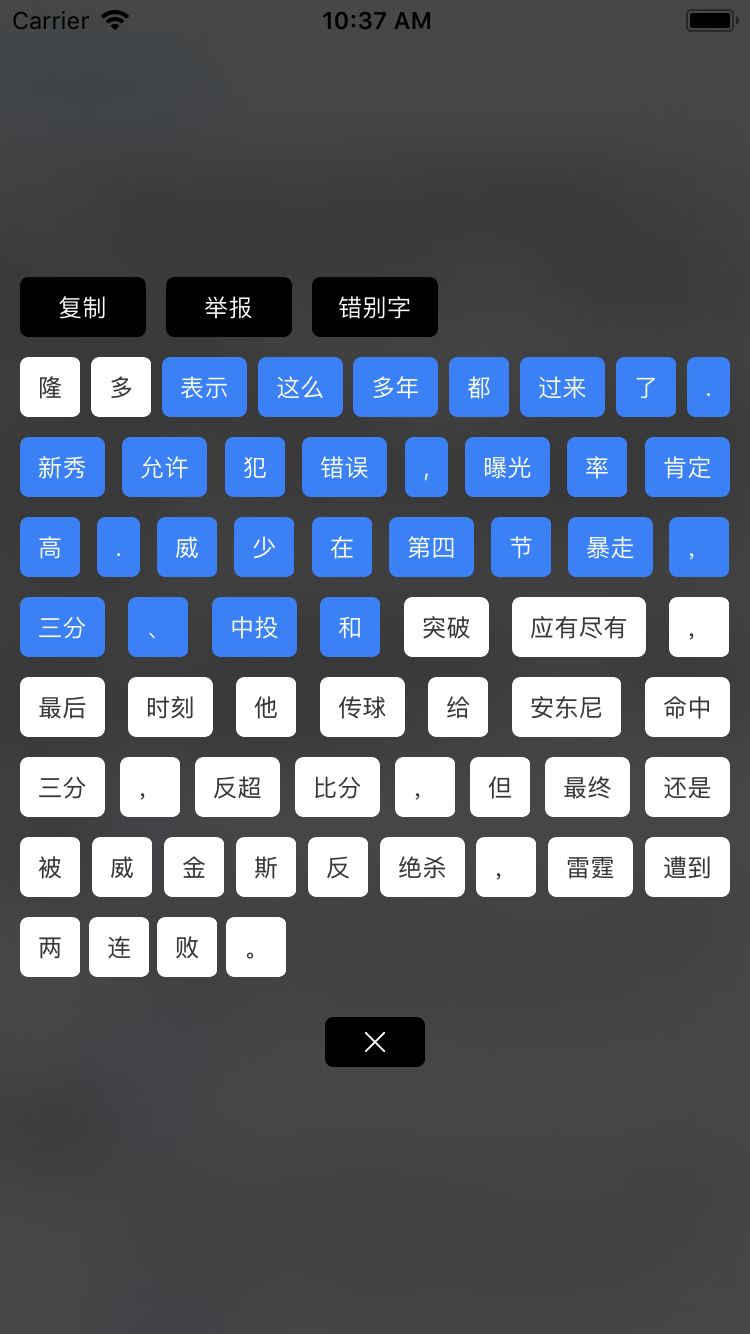 Carrier 10:37 AM
复制 举报 错别字
隆 多 表示 这么 多年 都 过来 了 .
新秀 允许 犯 错误 , 曝光 率 肯定
高 . 威 少 在 第四 节 暴走 ，
三分 、 中投 和 突破 应有尽有 ，
最后 时刻 他 传球 给 安东尼 命中
三分 ， 反超 比分 ， 但 最终 还是
被 威 金 斯 反 绝杀 ， 雷霆 遭到
两 连 败 。